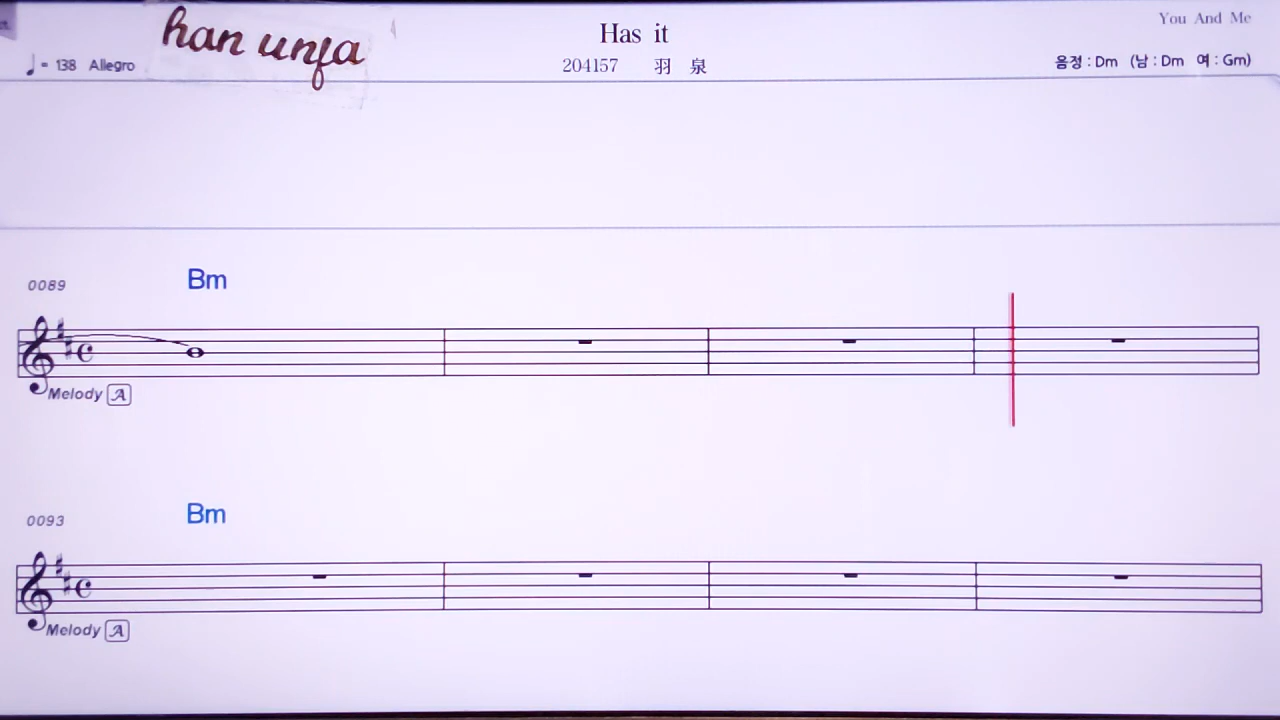 You And Me
han unfa
Has it
♩= 138 Allegro
204157 羽 泉
음정 : Dm (남 : Dm 여 : Gm)
0089
Bm
Melody A
0093
Bm
Melody A